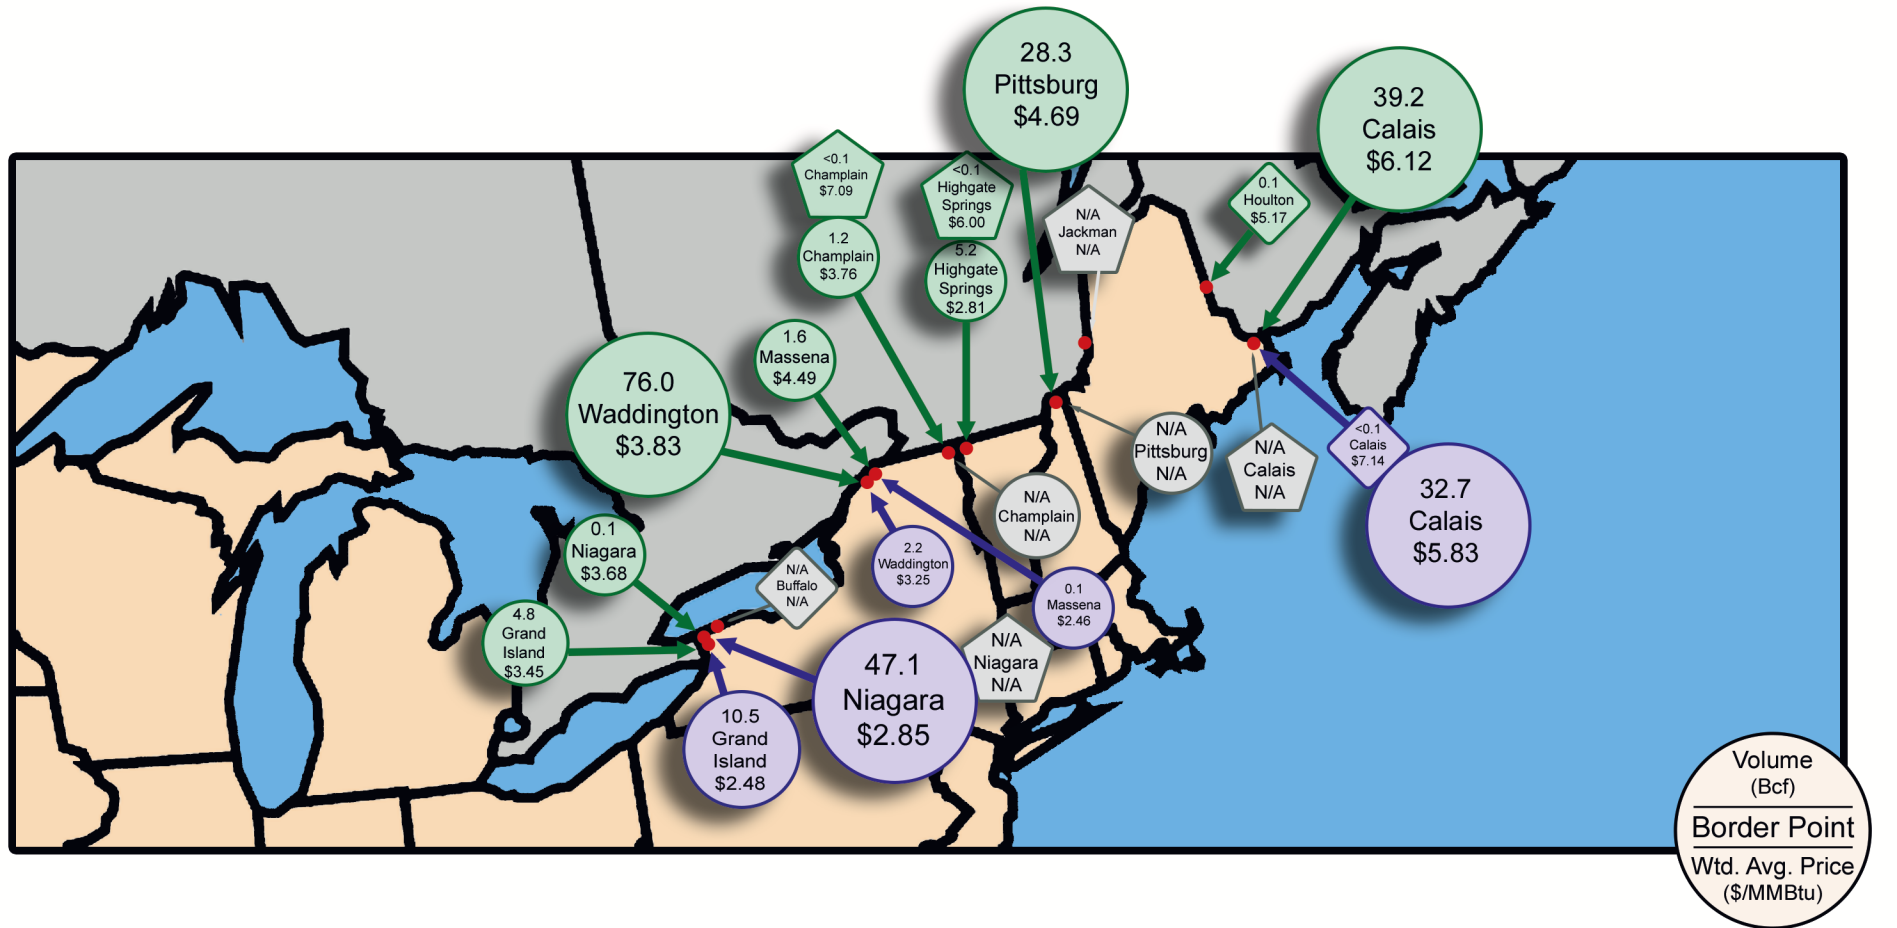 28.3
Pittsburg
$4.69
39.2
Calais
$6.12
<0.1
Champlain
$7.09
<0.1
Highgate
Springs
$6.00
N/A
Jackman
N/A
0.1
Houlton
$5.17
1.2
Champlain
$3.76
5.2
Highgate
Springs
$2.81
1.6
Massena
$4.49
76.0
Waddington
$3.83
N/A
Pittsburg
N/A
N/A
Calais
N/A
<0.1
Calais
$7.14
32.7
Calais
$5.83
N/A
Champlain
N/A
0.1
Niagara
$3.68
N/A
Buffalo
N/A
2.2
Waddington
$3.25
0.1
Massena
$2.46
4.8
Grand
Island
$3.45
N/A
Niagara
N/A
47.1
Niagara
$2.85
10.5
Grand
Island
$2.48
Volume
(Bcf)
Border Point
Wtd. Avg. Price
($/MMBtu)